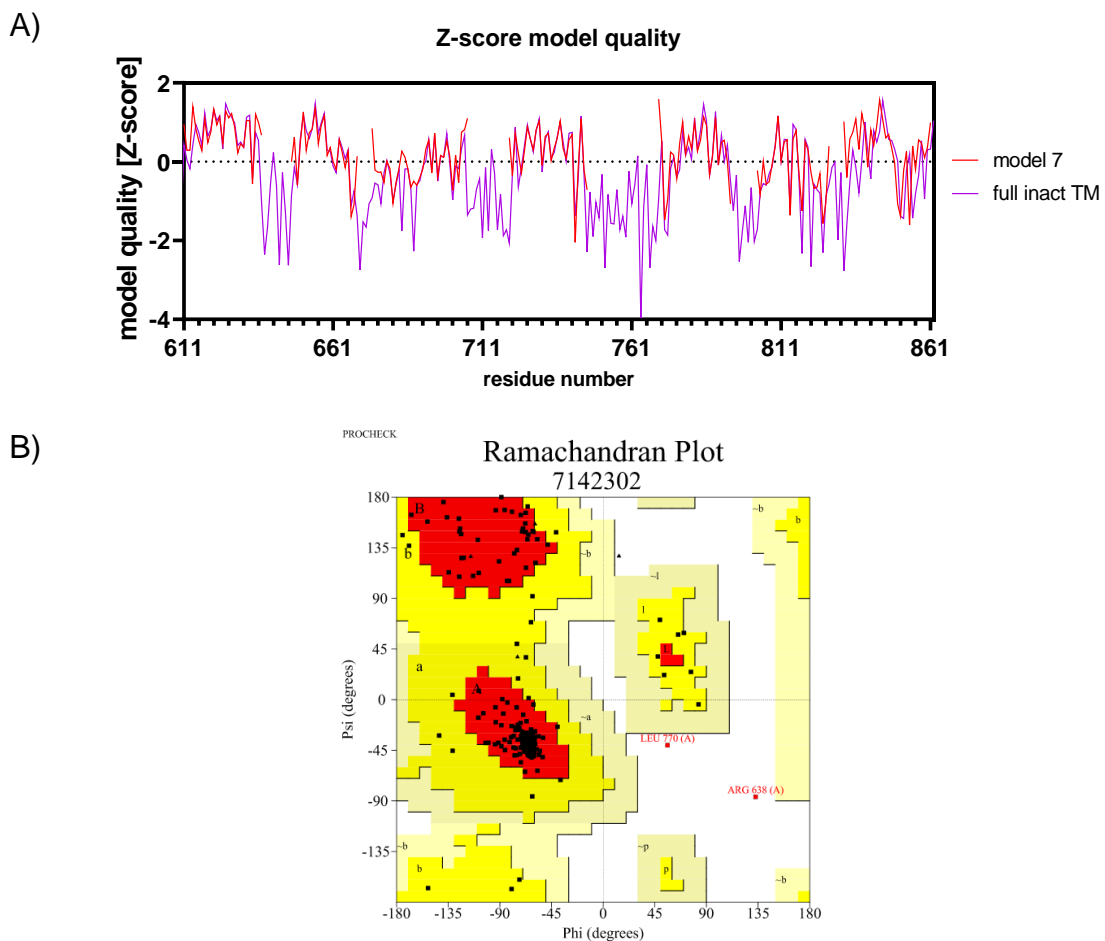 A)
Z-score model quality
model quality [Z-score]
2
0
-2
-4
611
661
711
761
811
861
residue number
model 7
full inact TM
B)
PROCHECK
Ramachandran Plot
7142302
180
135
90
45
0
-45
-90
-135
Psi (degrees)
B
b
~b
~b
b
~l
l
L
a
A
~a
LEU 770 (A)
ARG 638 (A)
~b
b
~p
p
~b
-180
-135
-90
-45
0
45
90
135
180
Phi (degrees)